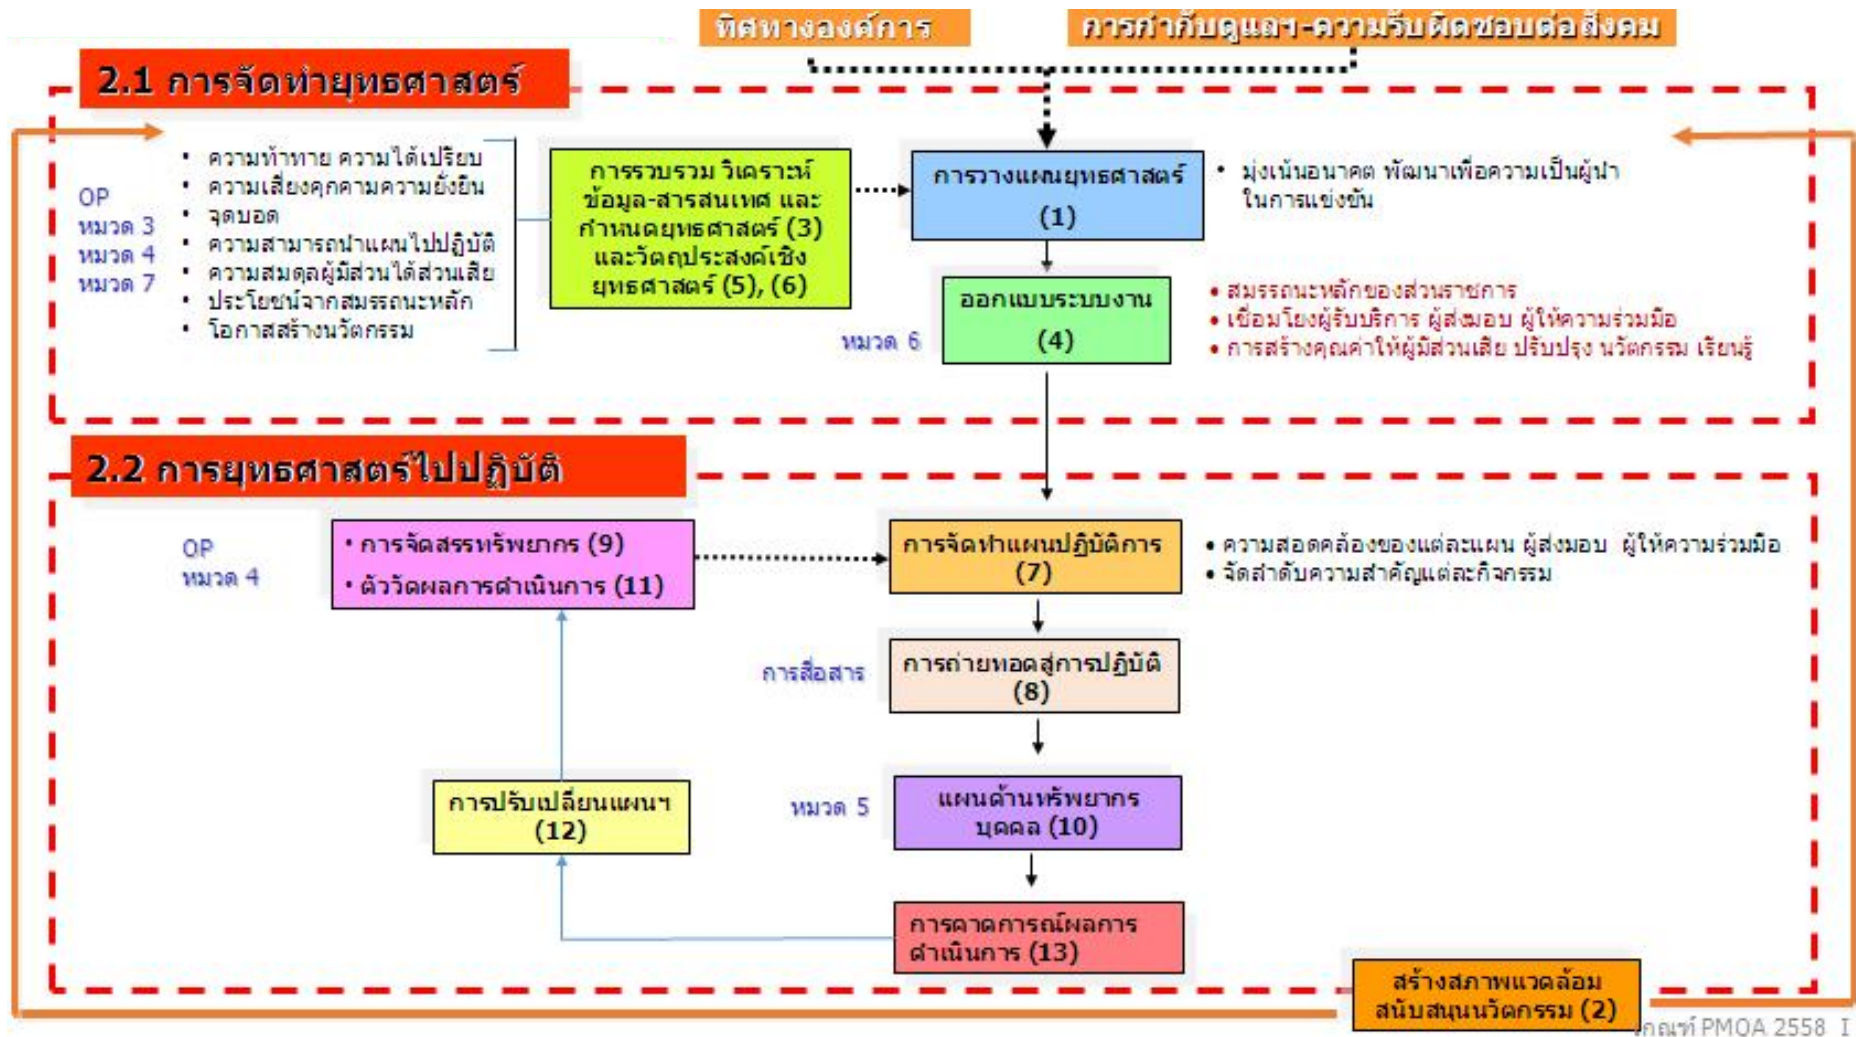 ทิศทางองค์การ
การกำกับดูแลฯ-ความรับผิดชอบต่อสังคม
2.1 การจัดทำยุทธศาสตร์
OP
หมวด 3
หมวด 4
หมวด 7
• ความท้าทาย ความได้เปรียบ
• ความเสี่ยงคุกคามความยั่งยืน
• จุดบอด
• ความสามารถนำแผนไปปฏิบัติ
• ความสมดุลผู้มีส่วนได้ส่วนเสีย
• ประโยชน์จากสมรรถนะหลัก
• โอกาสสร้างนวัตกรรม
การรวบรวม วิเคราะห์
ข้อมูล-สารสนเทศ และ
กำหนดยุทธศาสตร์ (3)
และวัตถุประสงค์เชิง
ยุทธศาสตร์ (5), (6)
การวางแผนยุทธศาสตร์
(1)
• มุ่งเน้นอนาคต พัฒนาเพื่อความเป็นผู้นำ
ในการแข่งขัน
หมวด 6
ออกแบบระบบงาน
(4)
• สมรรถนะหลักของส่วนราชการ
• เชื่อมโยงผู้รับบริการ ผู้ส่งมอบ ผู้ให้ความร่วมมือ
• การสร้างคุณค่าให้ผู้มีส่วนเสีย ปรับปรุง นวัตกรรม เรียนรู้
2.2 การยุทธศาสตร์ไปปฏิบัติ
OP
หมวด 4
• การจัดสรรทรัพยากร (9)
• ตัววัดผลการดำเนินการ (11)
การจัดทำแผนปฏิบัติการ
(7)
• ความสอดคล้องของแต่ละแผน ผู้ส่งมอบ ผู้ให้ความร่วมมือ
• จัดลำดับความสำคัญแต่ละกิจกรรม
การสื่อสาร
การถ่ายทอดสู่การปฏิบัติ
(8)
การปรับเปลี่ยนแผนฯ
(12)
หมวด 5
แผนด้านทรัพยากร
บุคคล (10)
การคาดการณ์ผลการ
ดำเนินการ (13)
สร้างสภาพแวดล้อม
สนับสนุนนวัตกรรม (2)
PMQA 2558 I